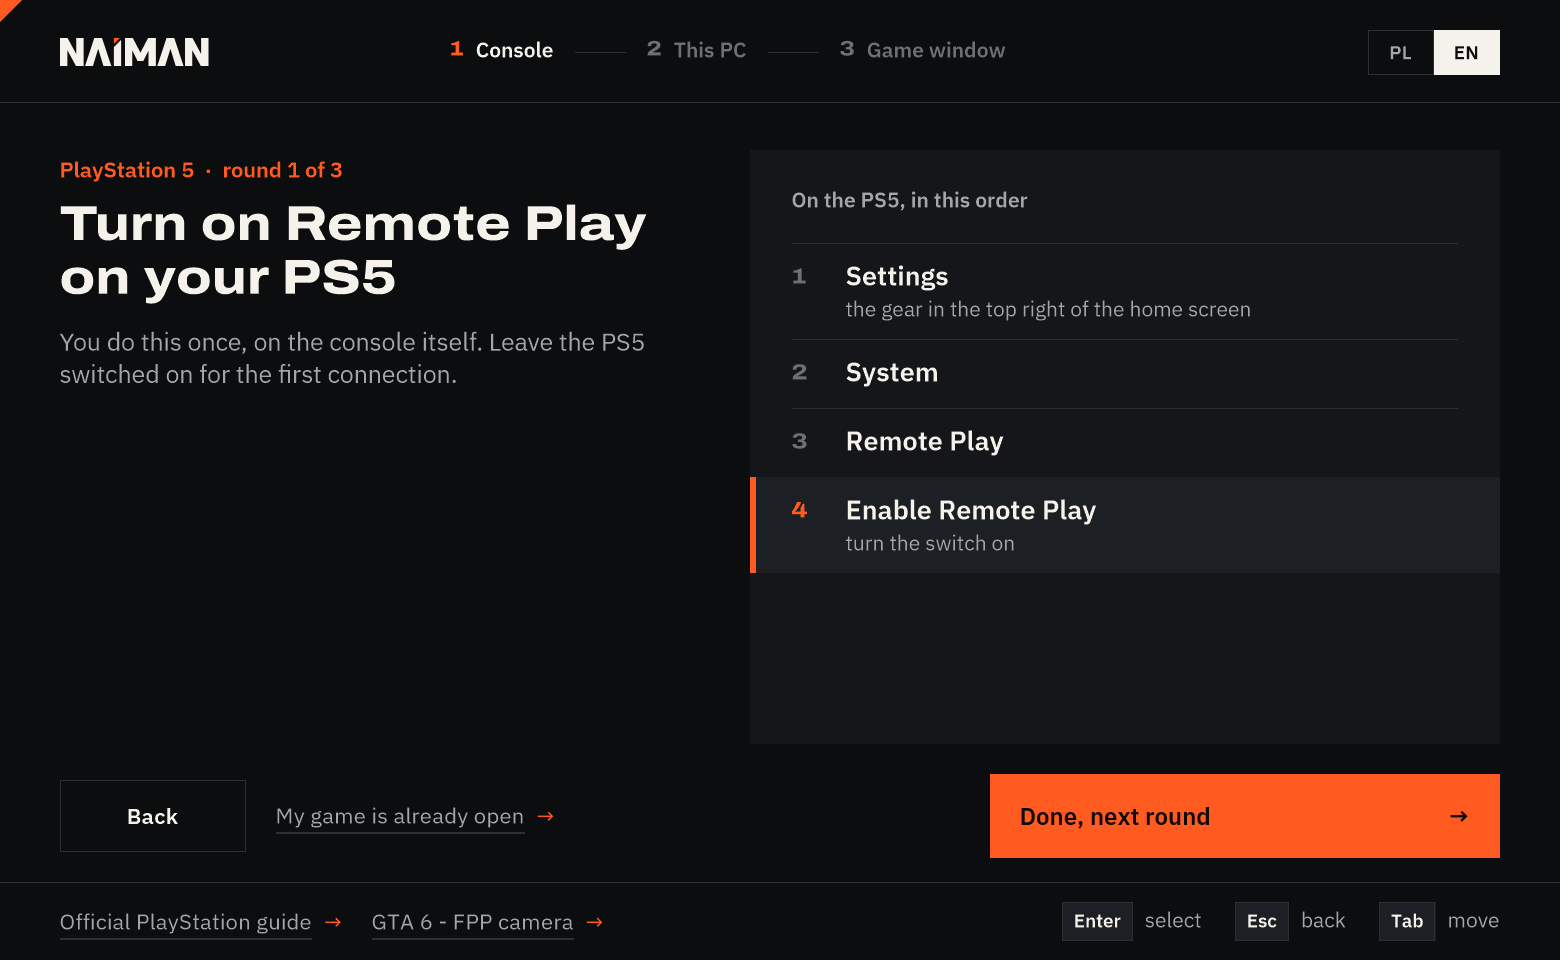 NAIMAN
1 Console
2 This PC
3 Game window
PL
EN
PlayStation 5 · round 1 of 3
Turn on Remote Play
on your PS5
You do this once, on the console itself. Leave the PS5
switched on for the first connection.
On the PS5, in this order
1 Settings
the gear in the top right of the home screen
2 System
3 Remote Play
4 Enable Remote Play
turn the switch on
Back
My game is already open →
Done, next round →
Official PlayStation guide →
GTA 6 - FPP camera →
Enter select
Esc back
Tab move